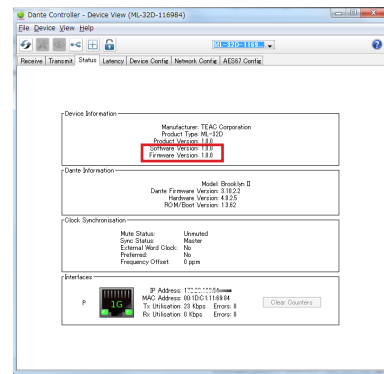 Dante Controller - Device View (ML-32D-116984)
File Device View Help
ML-32D-1169...
Receive Transmit Status Latency Device Config Network Config AES67 Config
Device Information
Manufacturer: TEAC Corporation
Product Type: ML-32D
Product Version: 1.0.0
Software Version: 1.0.0
Firmware Version: 1.0.0
Dante Information
Model: Brooklyn II
Dante Firmware Version: 3.10.2.2
Hardware Version: 4.0.2.5
ROM/Boot Version: 1.3.62
Clock Synchronisation
Mute Status: Unmuted
Sync Status: Master
External Word Clock: No
Preferred: No
Frequency Offset: 0 ppm
Interfaces
IP Address:
P 1G MAC Address: 00:1D:C1:11:69:84 Clear Counters
Tx Utilisation: 23 Kbps Errors: 0
Rx Utilisation: 0 Kbps Errors: 0